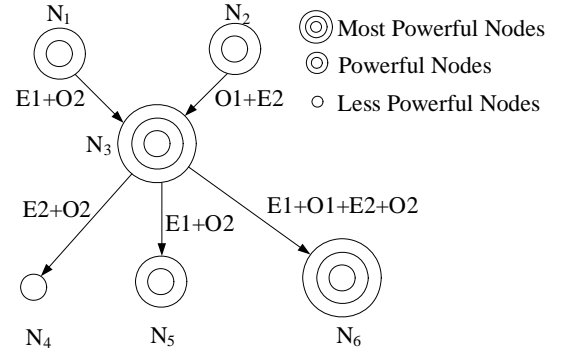 N1
N2
Most Powerful Nodes
Powerful Nodes
Less Powerful Nodes
E1+O2
O1+E2
N3
E2+O2
E1+O2
E1+O1+E2+O2
N4
N5
N6